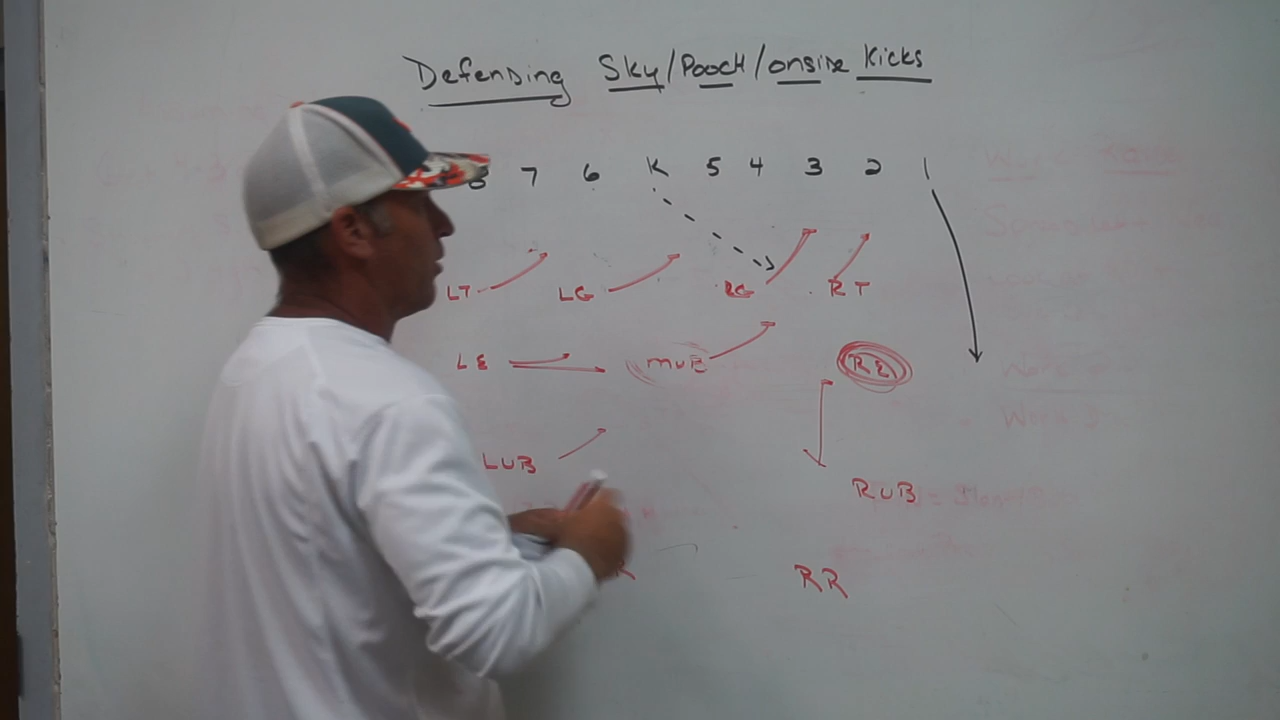 Defending Sky/Pooch/onside Kicks
7 6 K 5 4 3 2 1
LT LG RG RT
LE MUB RE
LUB
RUB
RR